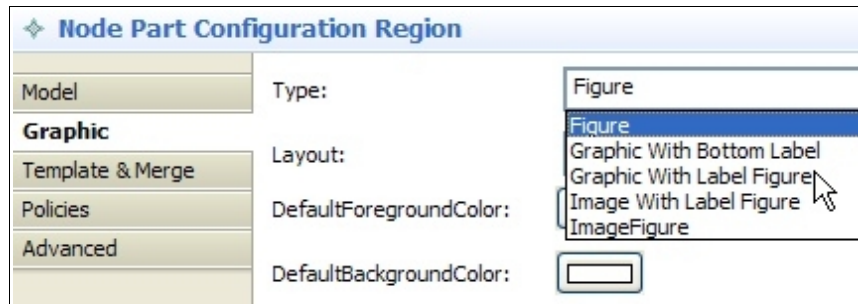 Node Part Configuration Region
Model
Graphic
Template & Merge
Policies
Advanced
Type:
Figure
Figure
Graphic With Bottom Label
Graphic With Label Figure
Image With Label Figure
ImageFigure
Layout:
DefaultForegroundColor:
DefaultBackgroundColor: